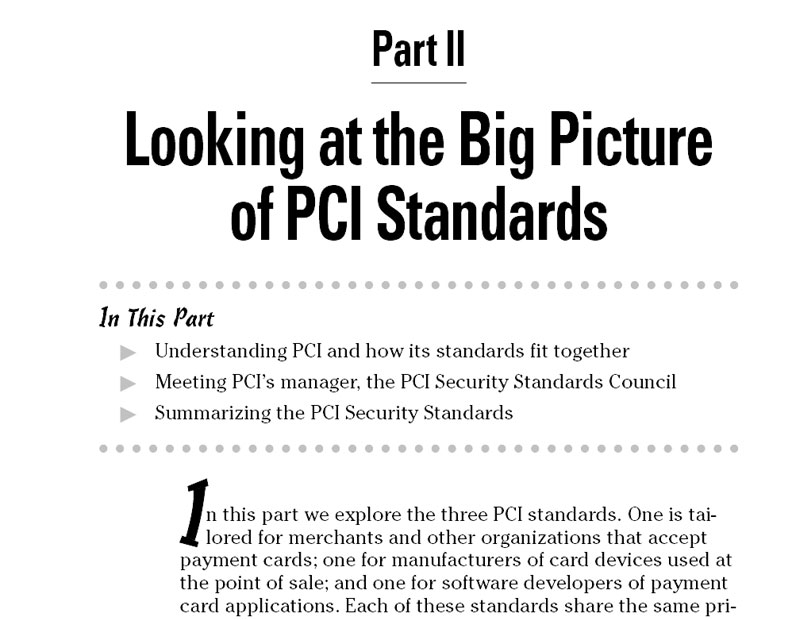 Part II
Looking at the Big Picture
of PCI Standards
In This Part
Understanding PCI and how its standards fit together
Meeting PCI's manager, the PCI Security Standards Council
Summarizing the PCI Security Standards
In this part we explore the three PCI standards. One is tai-
lored for merchants and other organizations that accept
payment cards; one for manufacturers of card devices used at
the point of sale; and one for software developers of payment
card applications. Each of these standards share the same pri-